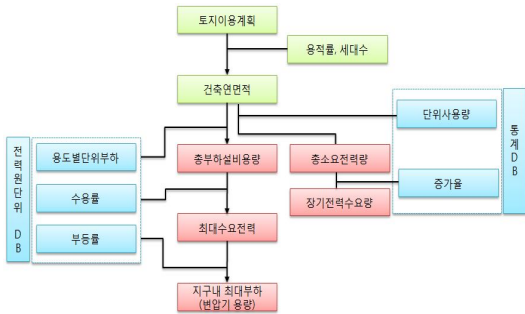 토지이용계획
용적률, 세대수
건축연면적
단위사용량
용도별단위부하
총부하설비용량
총소요전력량
수용률
증가율
장기전력수요량
부등률
최대수요전력
지구내 최대부하
(변압기 용량)
전력원단위 DB
통계DB